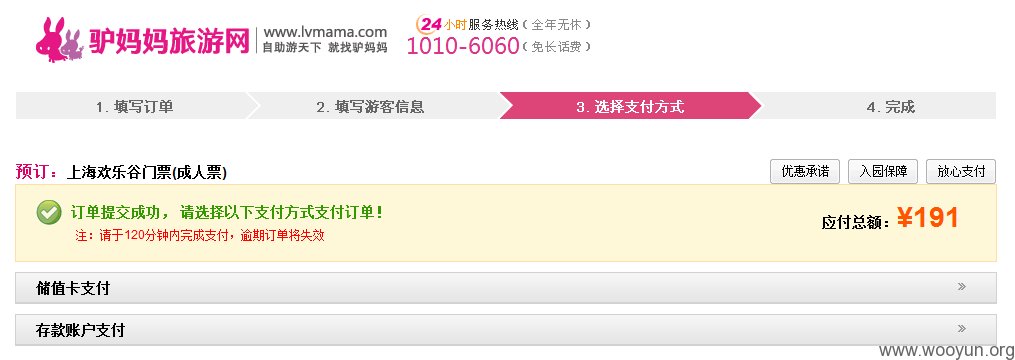 驴妈妈旅游网
www.lvmama.com
自助游天下 就找驴妈妈
24小时服务热线(全年无休)
1010-6060(免长话费)
1. 填写订单
2. 填写游客信息
3. 选择支付方式
4. 完成
预订：上海欢乐谷门票(成人票)
优惠承诺
入园保障
放心支付
订单提交成功，请选择以下支付方式支付订单！
注：请于120分钟内完成支付，逾期订单将失效
应付总额：¥191
储值卡支付
存款账户支付
www.wooyun.org